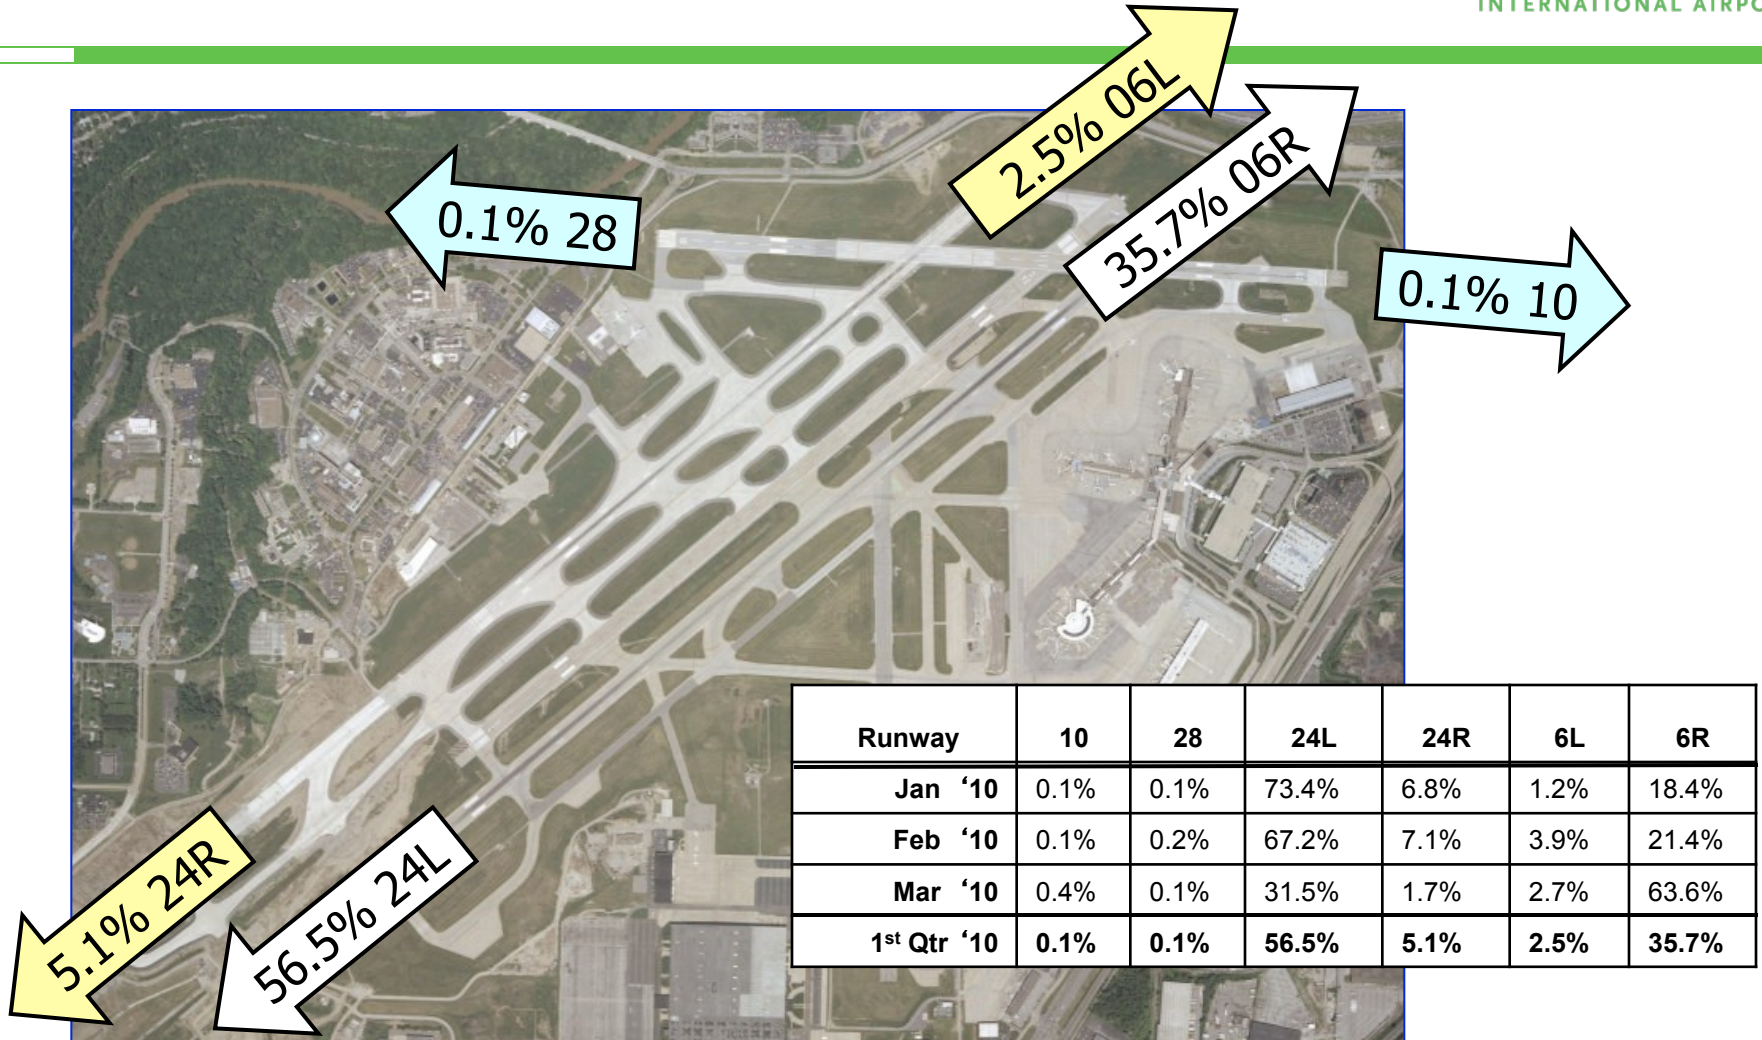 INTERNATIONAL
2.5% 06L
35.7% 06R
0.1% 28
0.1% 10
5.1% 24R
56.5% 24L
Runway 10 28 24L 24R 6L 6R
Jan ‘10 0.1% 0.1% 73.4% 6.8% 1.2% 18.4%
Feb ‘10 0.1% 0.2% 67.2% 7.1% 3.9% 21.4%
Mar ‘10 0.4% 0.1% 31.5% 1.7% 2.7% 63.6%
1st Qtr ‘10 0.1% 0.1% 56.5% 5.1% 2.5% 35.7%